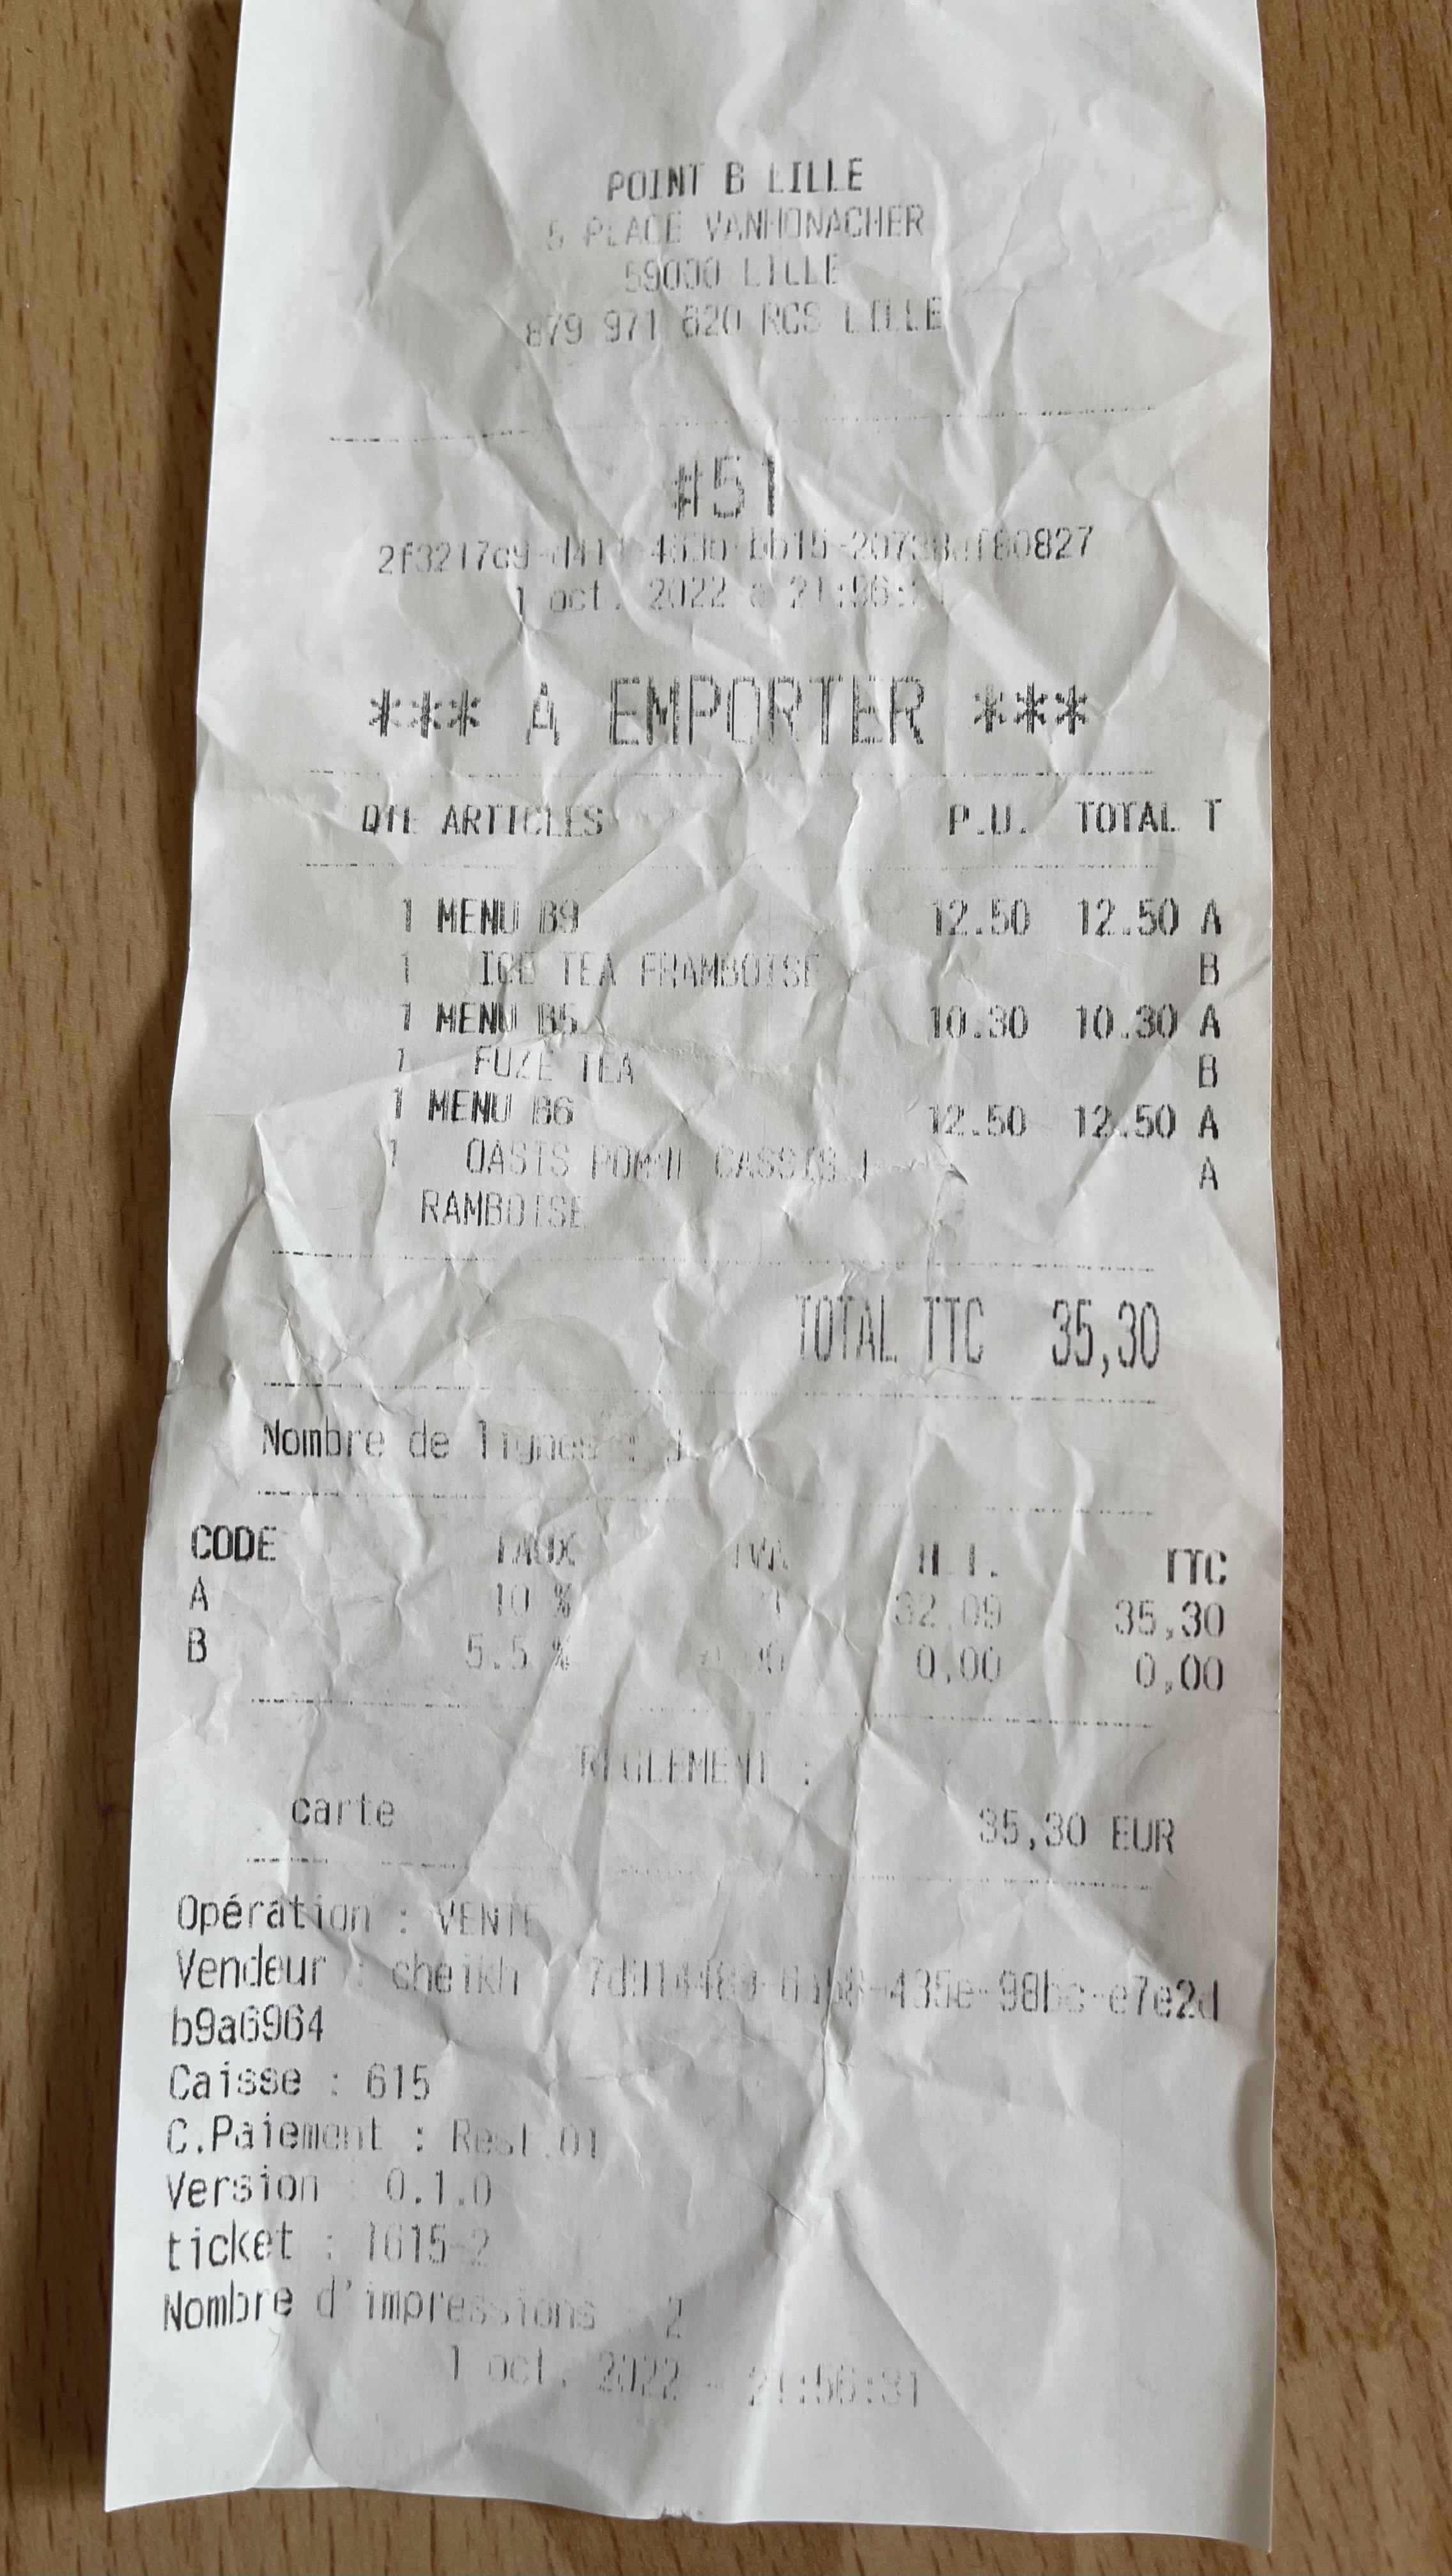 POINT B LILLE
5 PLACE VANHONACHER
59000 LILLE
879 971 820 RCS LILLE
#51
1 oct. 2022 à
*** A EMPORTER ***
QTE ARTICLES P.U. TOTAL T
1 MENU B9 12.50 12.50 A
1 ICE TEA FRAMBOISE B
1 MENU B5 10.30 10.30 A
1 FUZE TEA B
1 MENU B6 12.50 12.50 A
1 OASIS POMME CASSIS F A
RAMBOISE
TOTAL TTC 35,30
Nombre de lignes : 3
CODE TAUX TVA H.T. TTC
A 10 % 32,09 35,30
B 5.5 % 0,00 0,00
REGLEMENT :
carte 35,30 EUR
Opération : VENTE
Vendeur : cheikh
b9a6964
Caisse : 615
C.Paiement : Rest.01
Version : 0.1.0
ticket : 1615-2
Nombre d'impressions : 2
1 oct. 2022 - 21:56:31